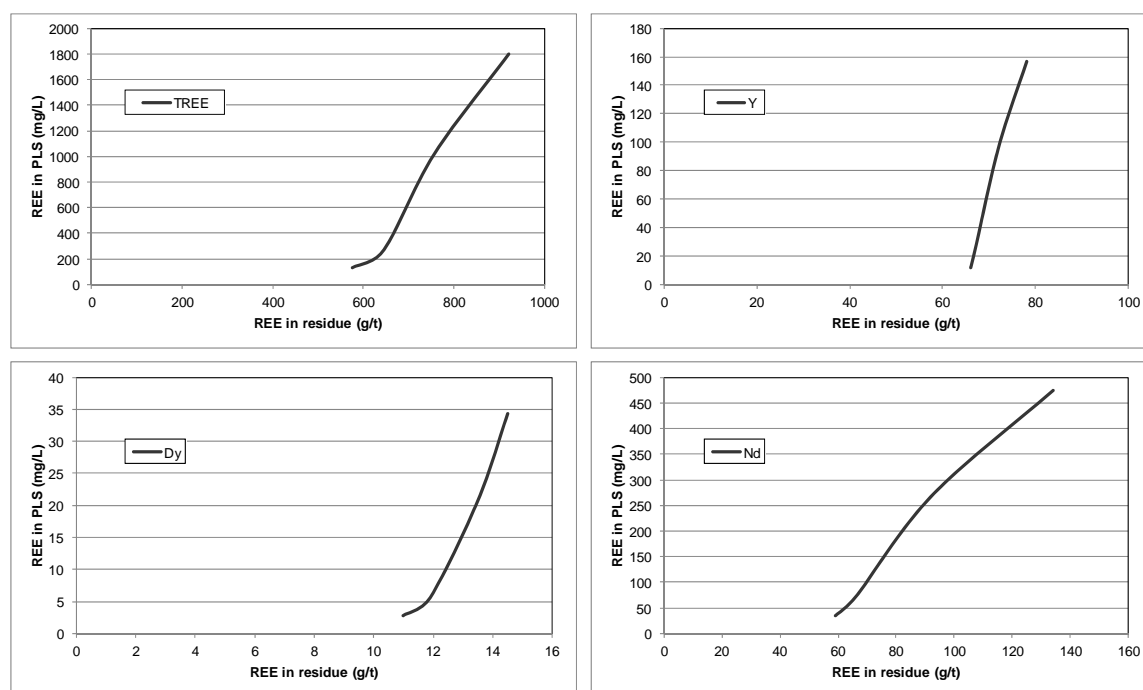 REE in PLS (mg/L)
2000
1800
1600
1400
1200
1000
800
600
400
200
0
TREE
0 200 400 600 800 1000
REE in residue (g/t)
REE in PLS (mg/L)
180
160
140
120
100
80
60
40
20
0
Y
0 20 40 60 80 100
REE in residue (g/t)
REE in PLS (mg/L)
40
35
30
25
20
15
10
5
0
Dy
0 2 4 6 8 10 12 14 16
REE in residue (g/t)
REE in PLS (mg/L)
500
450
400
350
300
250
200
150
100
50
0
Nd
0 20 40 60 80 100 120 140 160
REE in residue (g/t)